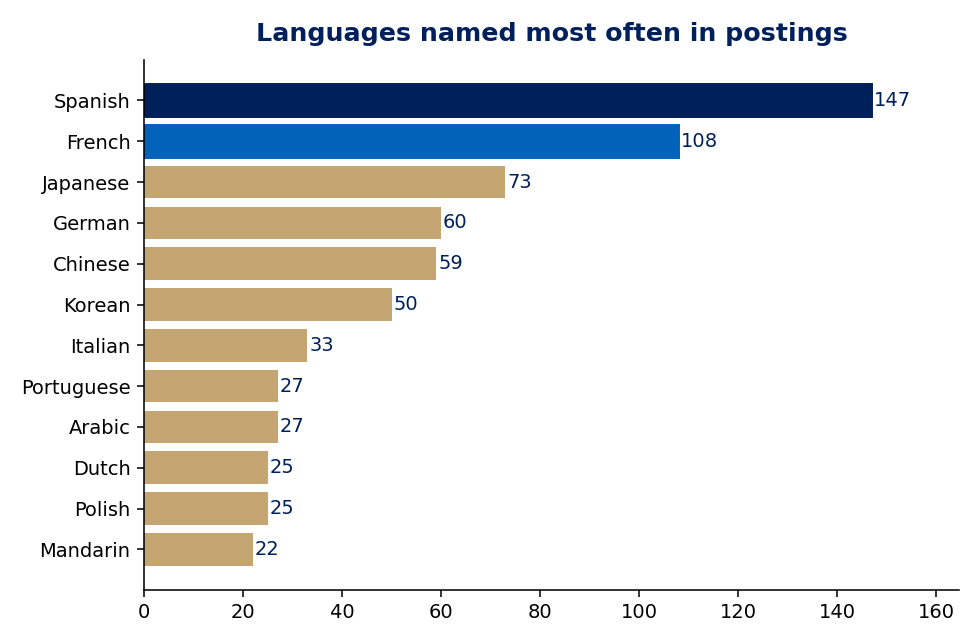 Languages named most often in postings
Spanish 147
French 108
Japanese 73
German 60
Chinese 59
Korean 50
Italian 33
Portuguese 27
Arabic 27
Dutch 25
Polish 25
Mandarin 22
0 20 40 60 80 100 120 140 160